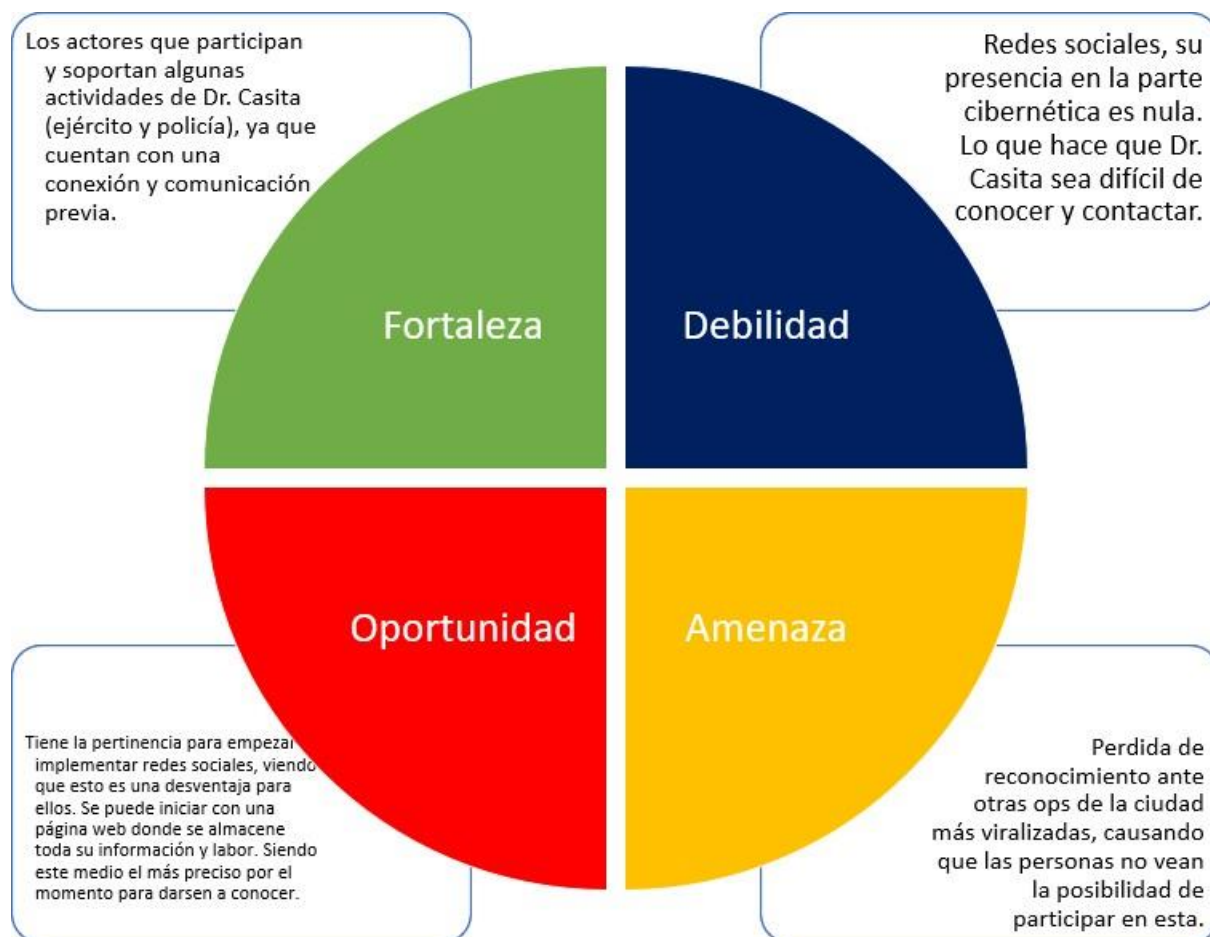 Los actores que participan
y soportan algunas
actividades de Dr. Casita
(ejército y policía), ya que
cuentan con una
conexión y comunicación
previa.
Redes sociales, su
presencia en la parte
cibernética es nula.
Lo que hace que Dr.
Casita sea difícil de
conocer y contactar.
Fortaleza
Debilidad
Oportunidad
Amenaza
Tiene la pertinencia para empezar
implementar redes sociales, viendo
que esto es una desventaja para
ellos. Se puede iniciar con una
página web donde se almacene
toda su información y labor. Siendo
este medio el más preciso por el
momento para darsen a conocer.
Perdida de
reconocimiento ante
otras ops de la ciudad
más viralizadas, causando
que las personas no vean
la posibilidad de
participar en esta.